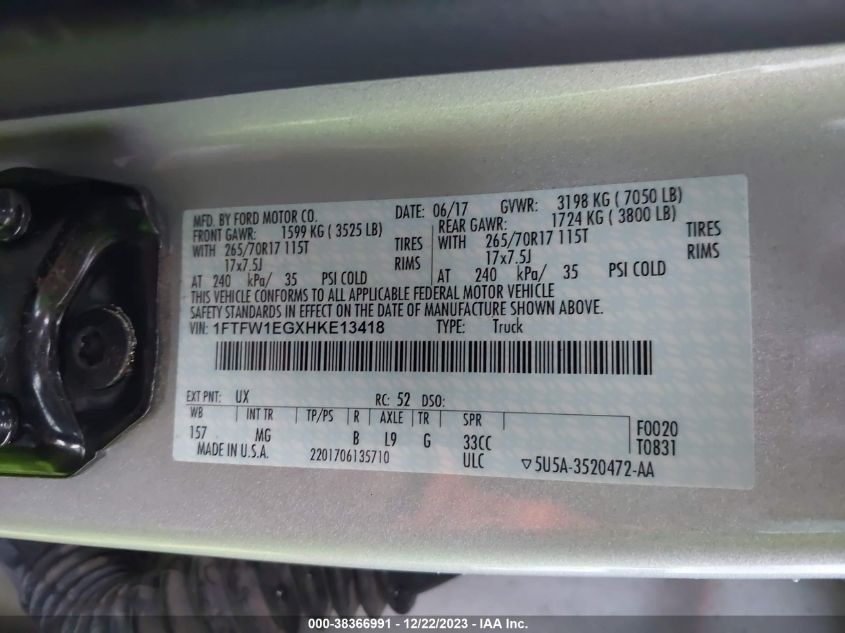 MFD. BY FORD MOTOR CO. DATE: 06/17 GVWR: 3198 KG ( 7050 LB)
FRONT GAWR: 1599 KG ( 3525 LB) REAR GAWR: 1724 KG ( 3800 LB)
WITH 265/70R17 115T TIRES WITH 265/70R17 115T TIRES
17x7.5J RIMS 17x7.5J RIMS
AT 240 kPa/ 35 PSI COLD AT 240 kPa/ 35 PSI COLD
THIS VEHICLE CONFORMS TO ALL APPLICABLE FEDERAL MOTOR VEHICLE
SAFETY STANDARDS IN EFFECT ON THE DATE OF MANUFACTURE SHOWN ABOVE.
VIN: 1FTFW1EGXHKE13418 TYPE: Truck
EXT PNT: UX RC: 52 DSO:
WB INT TR TP/PS R AXLE TR SPR F0020
157 MG B L9 G 33CC T0831
MADE IN U.S.A. 2201706135710 ULC ▽5U5A-3520472-AA
000-38366991 - 12/22/2023 - IAA Inc.